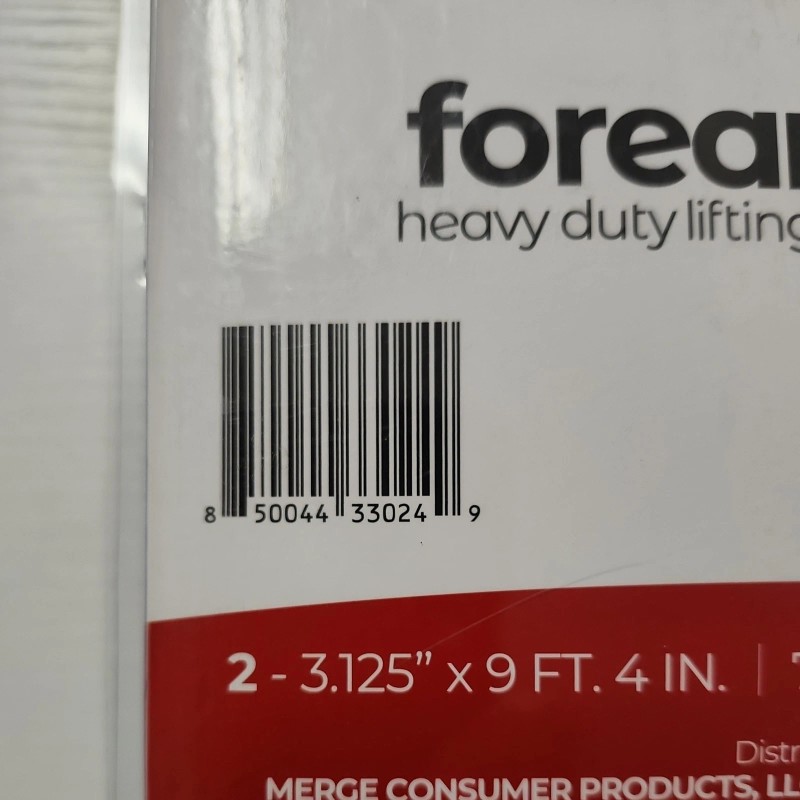 forear
heavy duty lifting
8 50044 33024 9
2 - 3.125” x 9 FT. 4 IN. |
Distr
MERGE CONSUMER PRODUCTS, LL